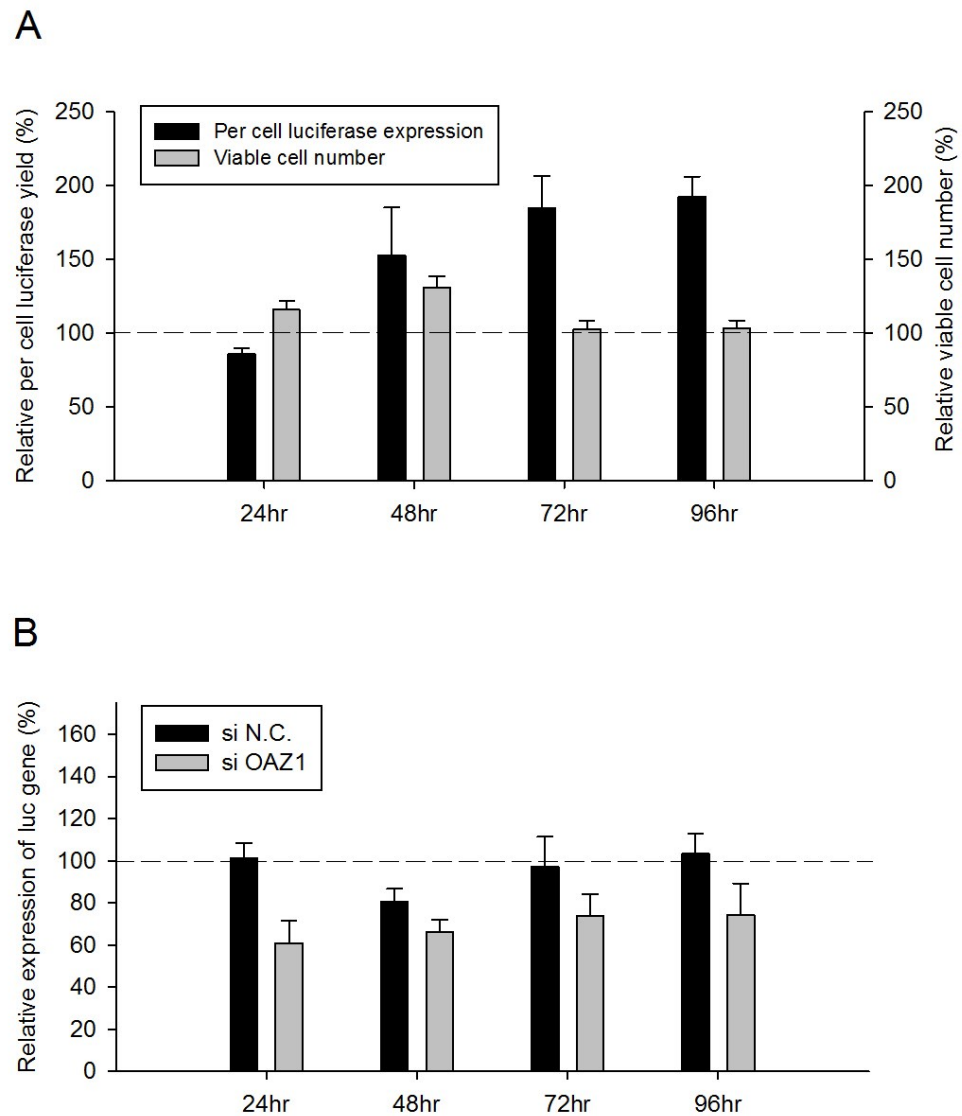 A
Relative per cell luciferase yield (%)
250
200
150
100
50
0
Per cell luciferase expression
Viable cell number
250
200
150
100
50
0
Relative viable cell number (%)
24hr 48hr 72hr 96hr
B
Relative expression of luc gene (%)
160
140
120
100
80
60
40
20
0
si N.C.
si OAZ1
24hr 48hr 72hr 96hr